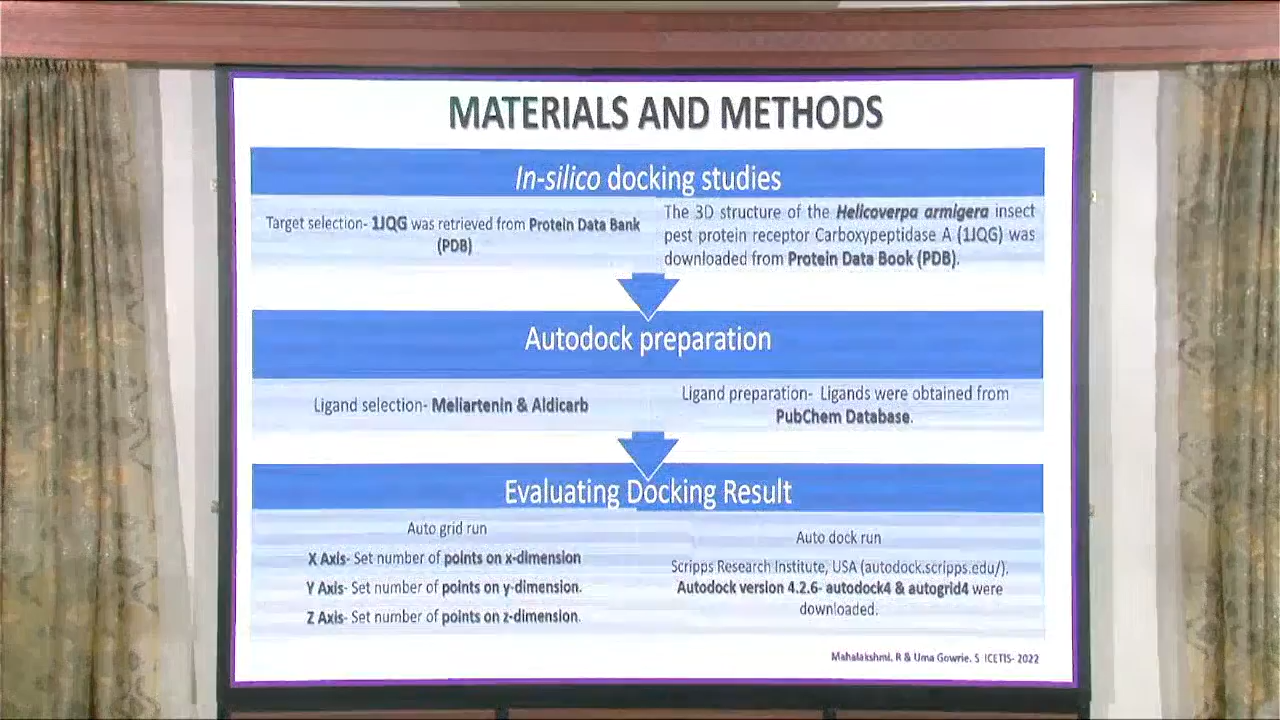 MATERIALS AND METHODS
In-silico docking studies
Target selection- 1JQG was retrieved from Protein Data Bank
(PDB)
The 3D structure of the Helicoverpa armigera insect
pest protein receptor Carboxypeptidase A (1JQG) was
downloaded from Protein Data Book (PDB).
Autodock preparation
Ligand selection- Meliartenin & Aldicarb
Ligand preparation- Ligands were obtained from
PubChem Database.
Evaluating Docking Result
Auto grid run
X Axis- Set number of points on x-dimension
Y Axis- Set number of points on y-dimension.
Z Axis- Set number of points on z-dimension.
Auto dock run
Scripps Research Institute, USA (autodock.scripps.edu/).
Autodock version 4.2.6- autodock4 & autogrid4 were
downloaded.
Mahalakshmi. R & Uma Gowrie. S ICETIS- 2022